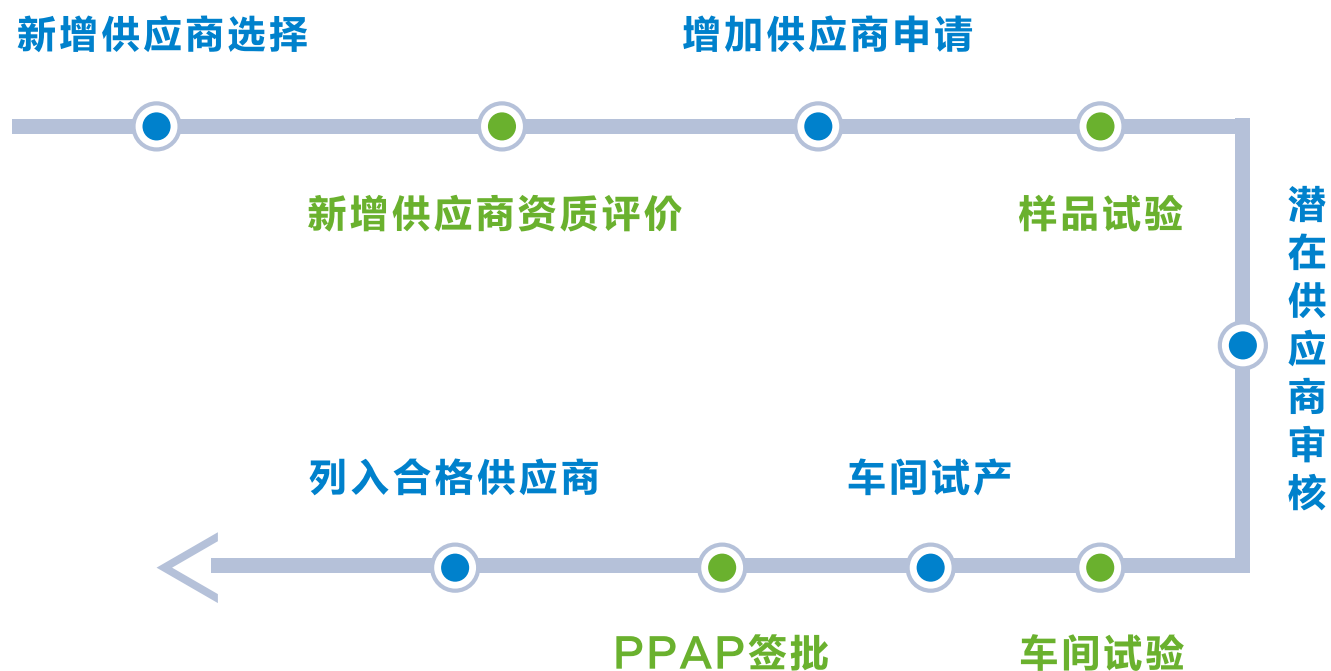 新增供应商选择
增加供应商申请
新增供应商资质评价
样品试验
潜在供应商审核
列入合格供应商
车间试产
PPAP签批
车间试验